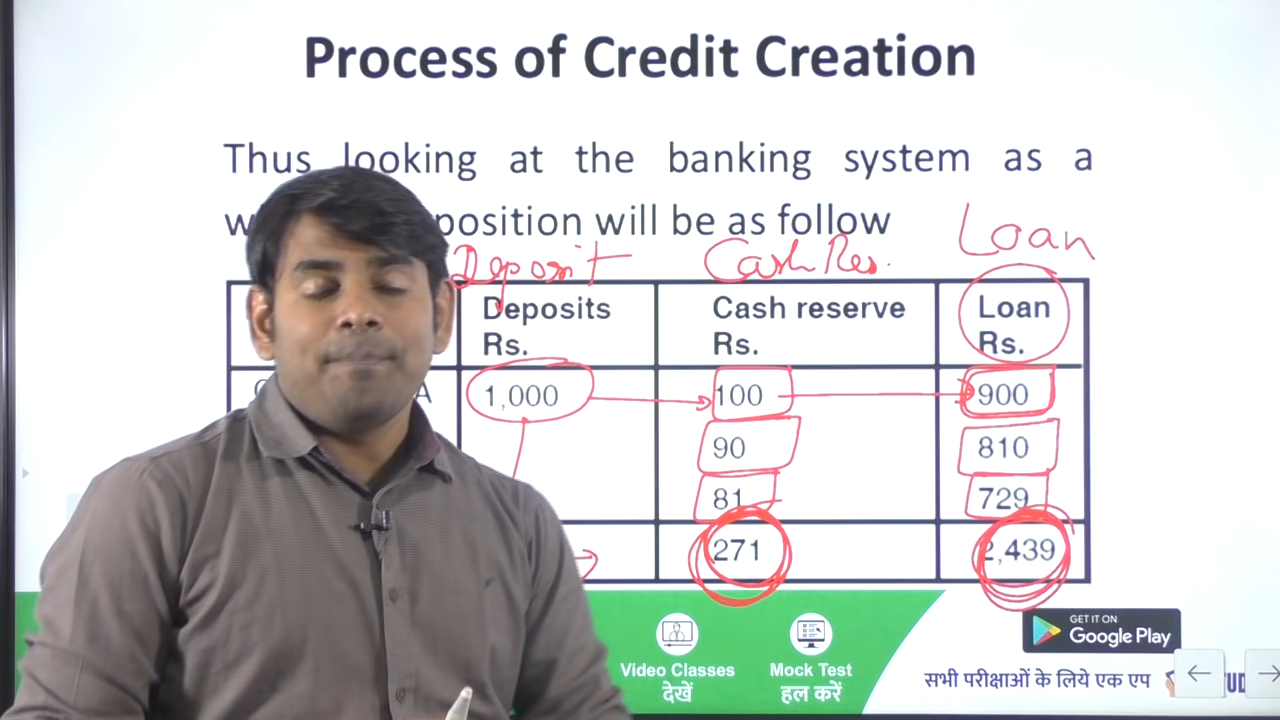 Process of Credit Creation
Thus looking at the banking system as a
position will be as follow
Deposit Cash Res. Loan
Deposits Cash reserve Loan
Rs. Rs. Rs.
A 1,000 100 900
90 810
81 729
271 2,439
Video Classes
देखें
Mock Test
हल करें
GET IT ON
Google Play
सभी परीक्षाओं के लिये एक एप